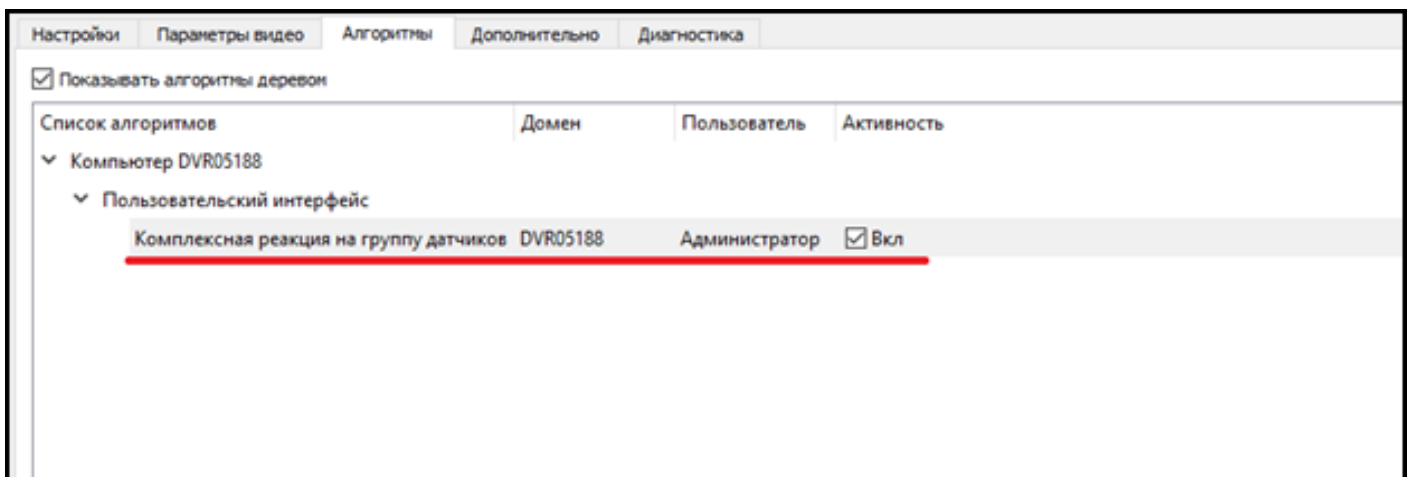 Настройки Параметры видео Алгоритмы Дополнительно Диагностика
Показывать алгоритмы деревом
Список алгоритмов Домен Пользователь Активность
Компьютер DVR05188
Пользовательский интерфейс
Комплексная реакция на группу датчиков DVR05188 Администратор Вкл